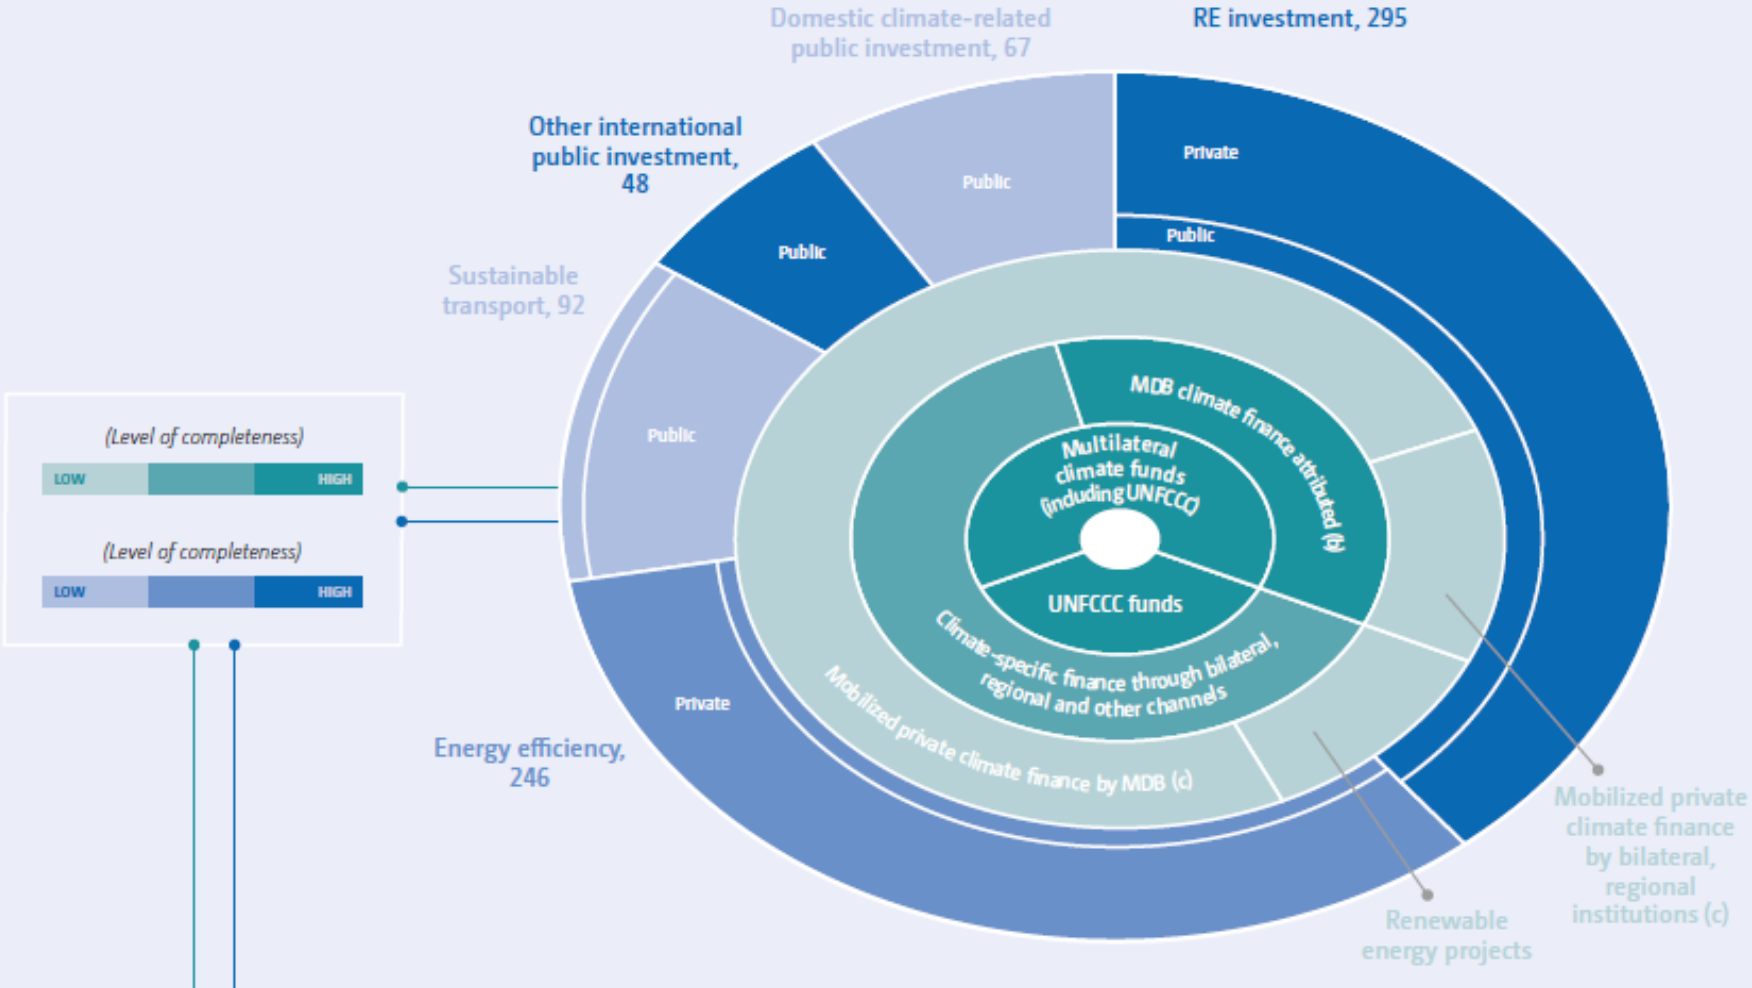 Domestic climate-related
public investment, 67
RE investment, 295
Other international
public investment,
48
Private
Public
Public
Public
Sustainable
transport, 92
Public
MDB climate finance attributed (b)
Multilateral
climate funds
(including UNFCCC)
UNFCCC funds
Climate-specific finance through bilateral,
regional and other channels
Mobilized private climate finance by MDB (c)
(Level of completeness)
LOW
HIGH
(Level of completeness)
LOW
HIGH
Private
Energy efficiency,
246
Mobilized private
climate finance
by bilateral,
regional
institutions (c)
Renewable
energy projects